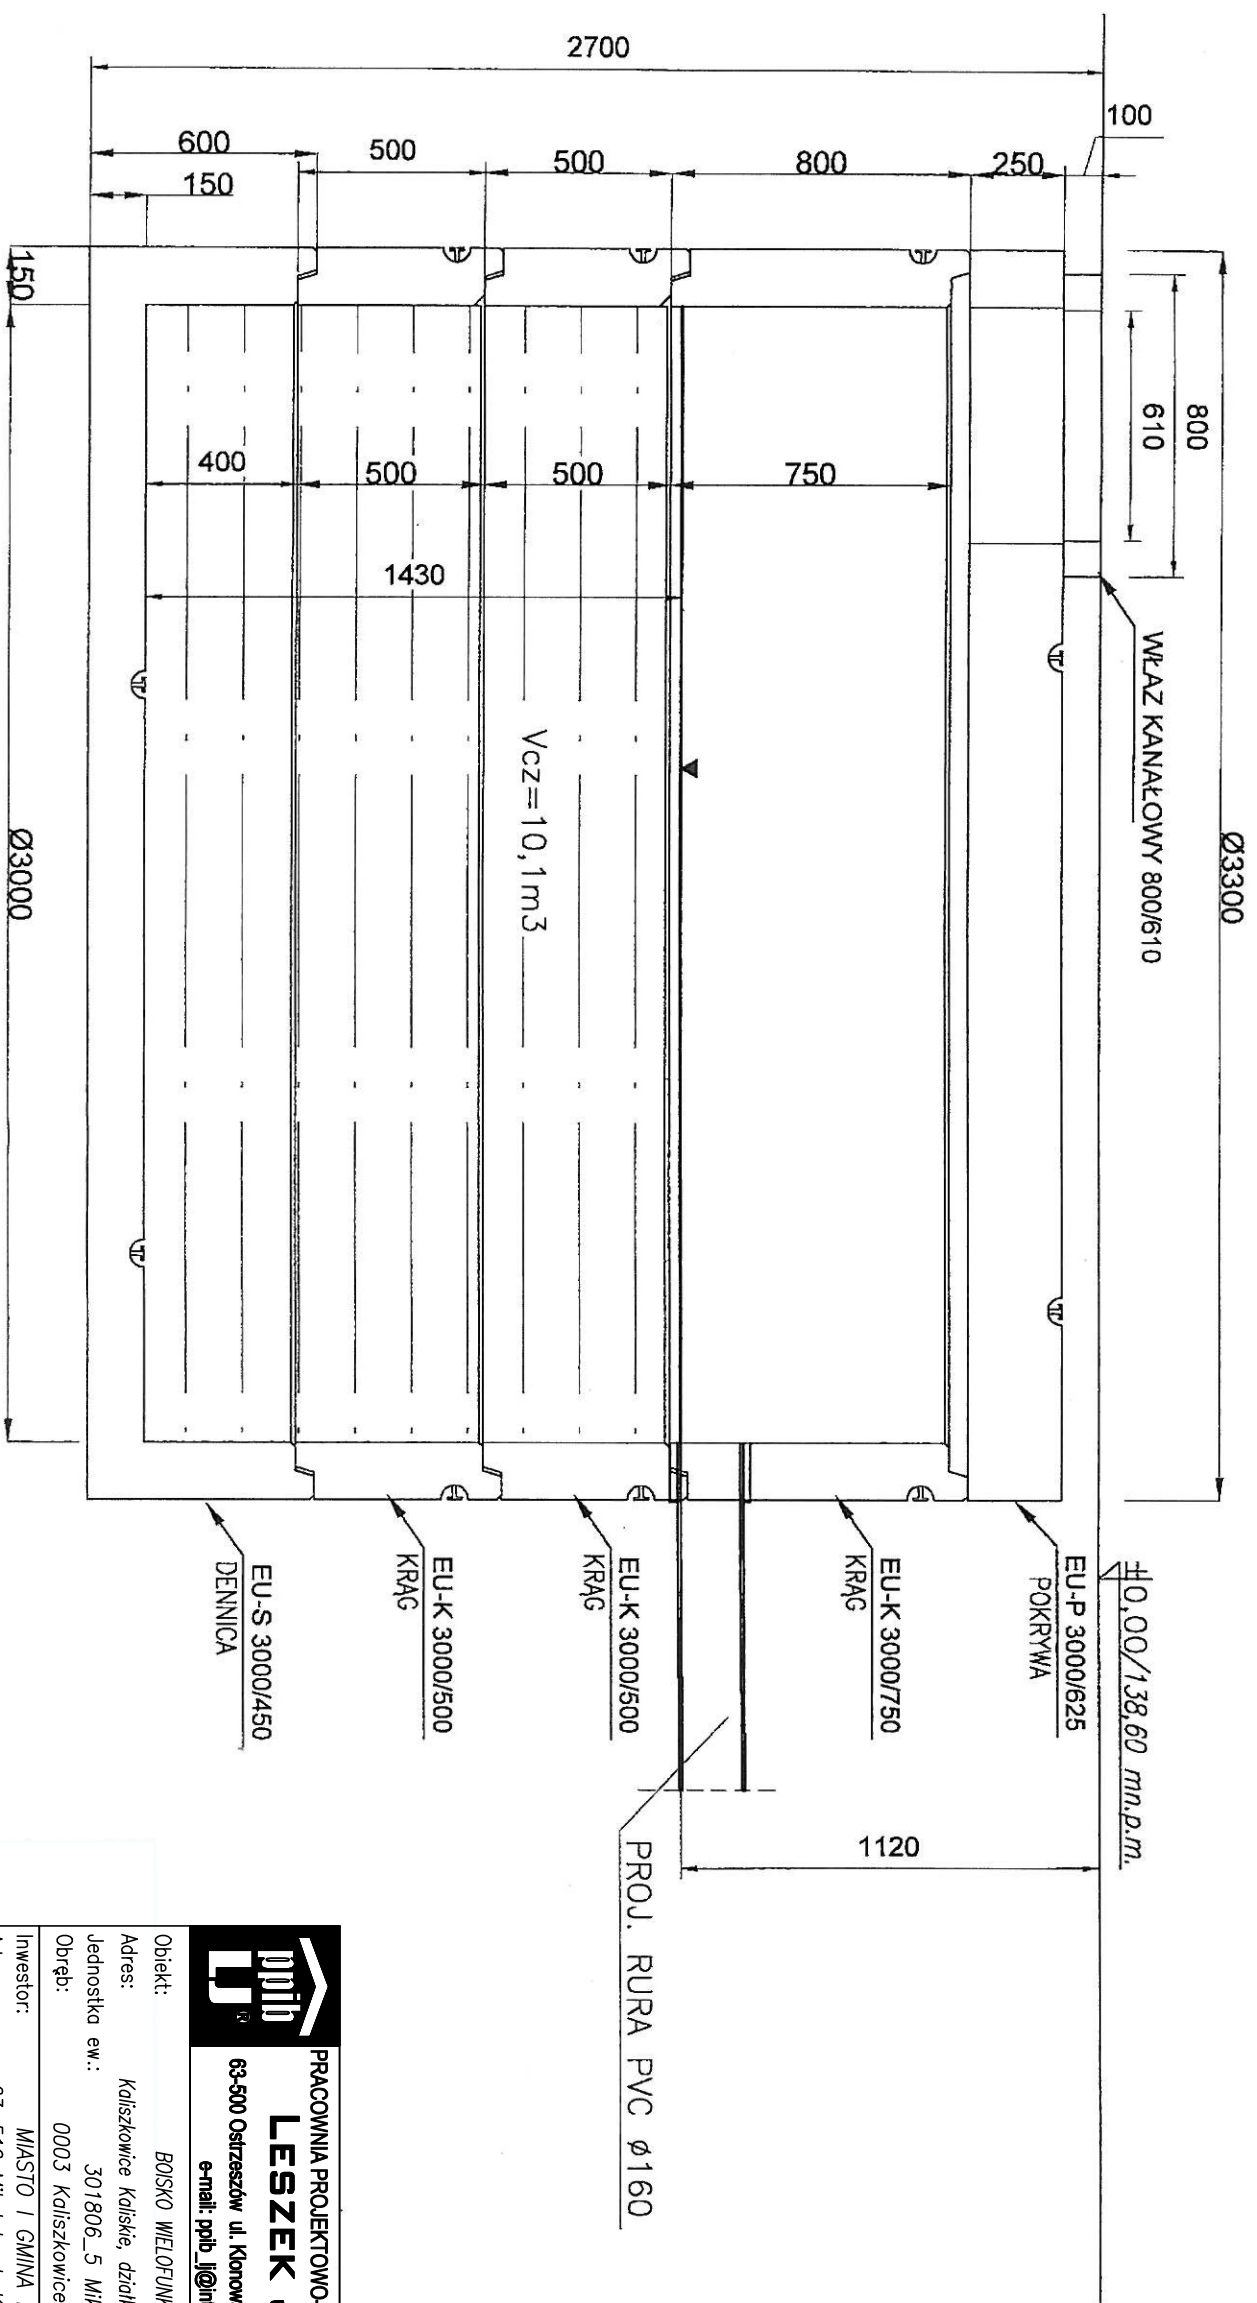 2700
100
600
500
500
800
250
150
150
800
610
400
500
500
750
1430
WŁAZ KANAŁOWY 800/610
Ø3300
Vcz=10,1m3
Ø3000
±0,00/138,60 mn.p.m.
EU-P 3000/625
POKRYWA
EU-K 3000/750
KRĄG
EU-K 3000/500
KRĄG
EU-K 3000/500
KRĄG
EU-S 3000/450
DENNICA
1120
PROJ. RURA PVC ø160
ppib
LJ ®
PRACOWNIA PROJEKTOWO-
LESZEK
63-500 Ostrzeszów ul. Klonow
e-mail: ppib_lj@in
Obiekt: BOISKO WIELOFUNK
Adres: Kaliszkowice Kaliskie, dział
Jednostka ew.: 301806_5 Mi
Obręb: 0003 Kaliszkowice
Inwestor: MIASTO I GMINA